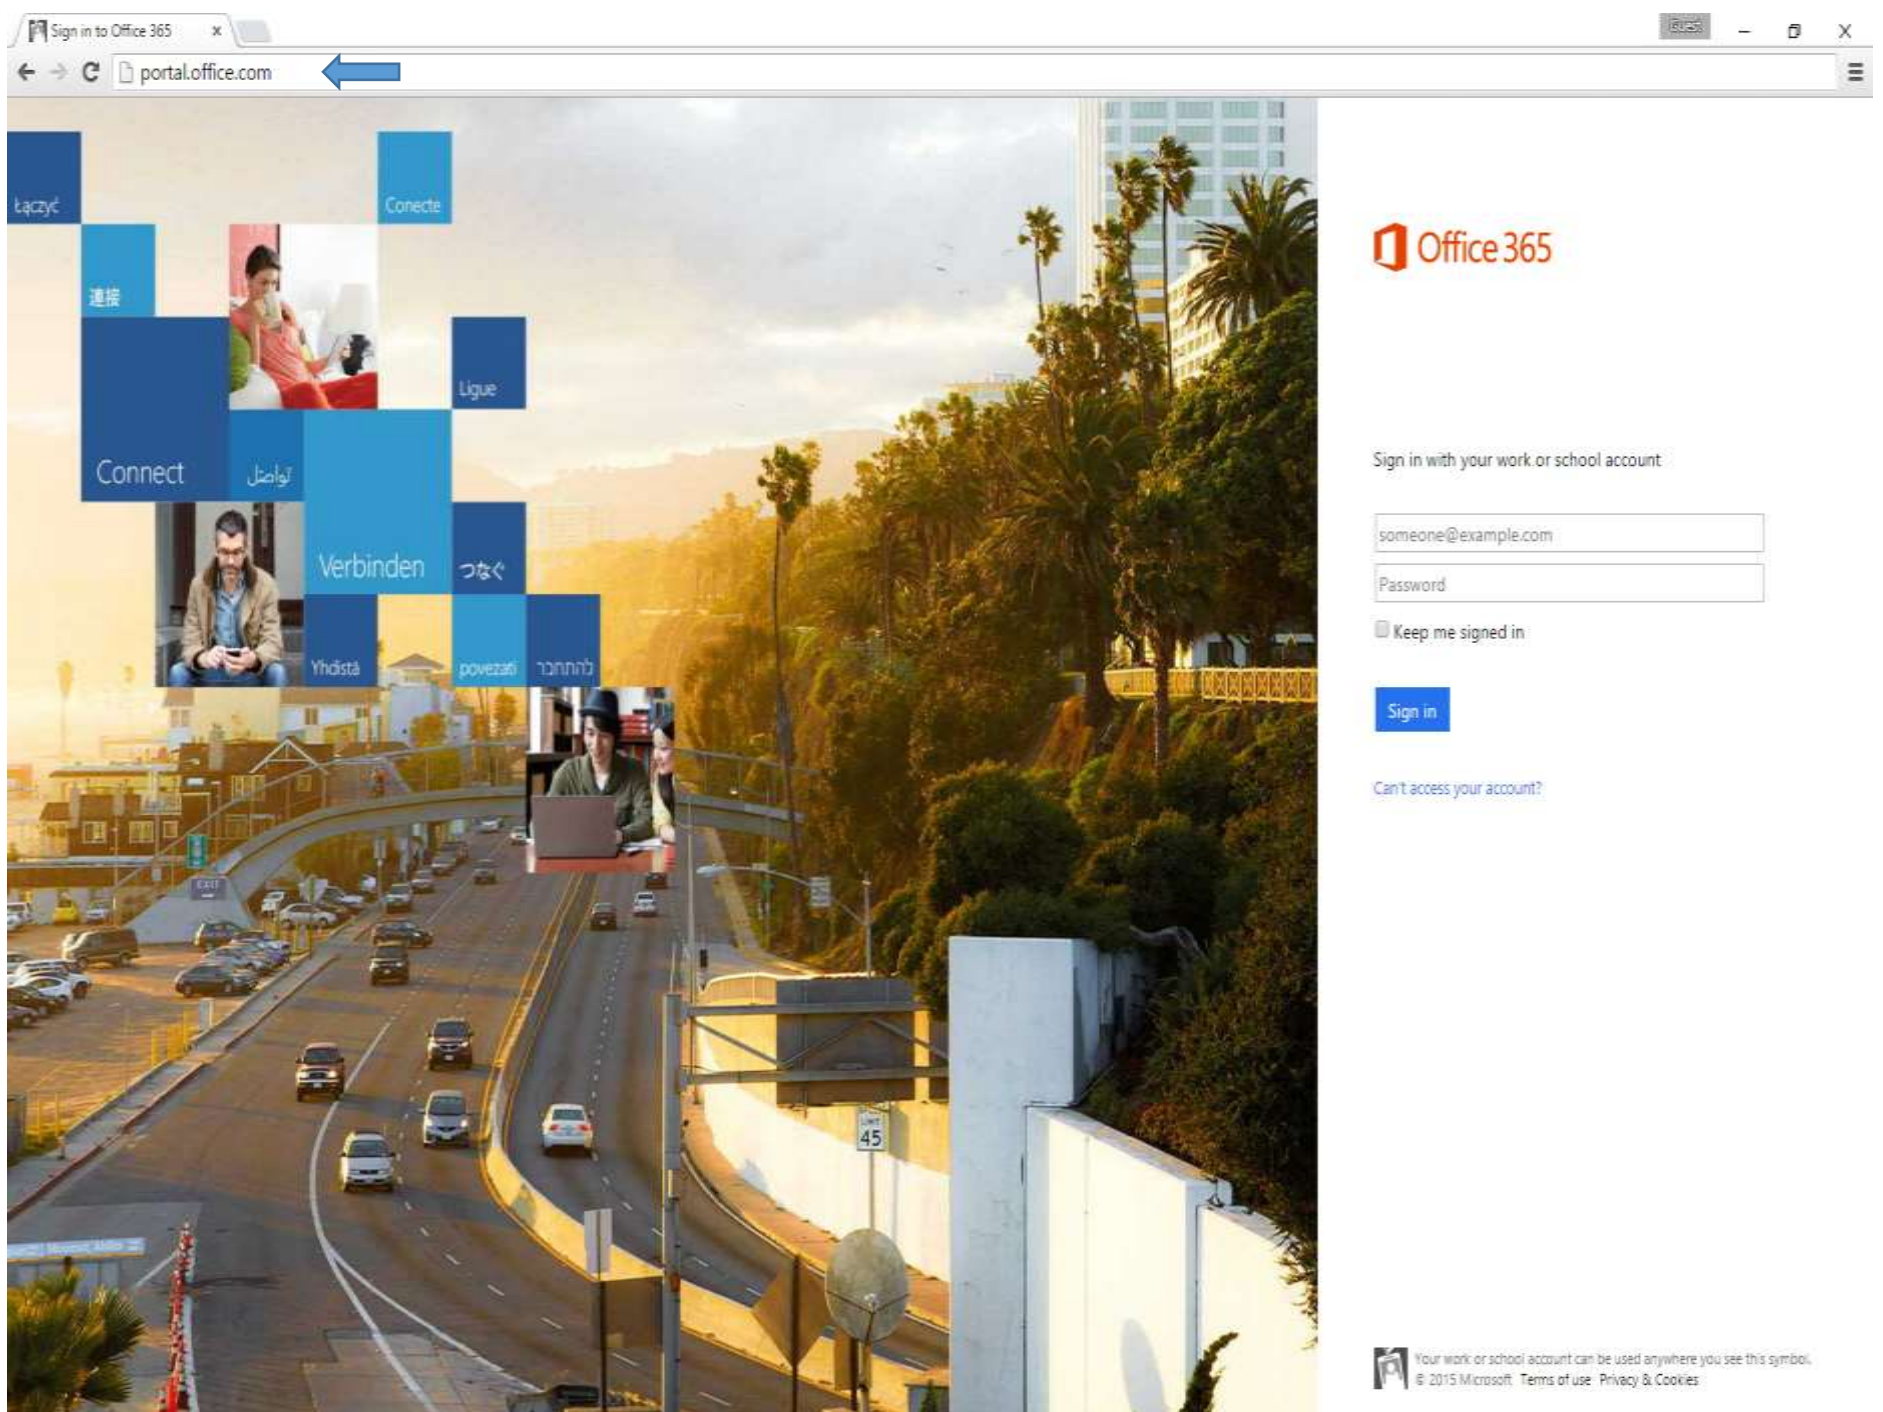 Sign in to Office 365
Guest
portal.office.com
Łączyć
Conecte
連接
Ligue
Connect
تواصل
Verbinden
つなぐ
Yhdistä
povezati
להתחבר
EXIT
LIMIT
45
Office 365
Sign in with your work or school account
someone@example.com
Password
Keep me signed in
Sign in
Can't access your account?
Your work or school account can be used anywhere you see this symbol.
© 2015 Microsoft Terms of use Privacy & Cookies